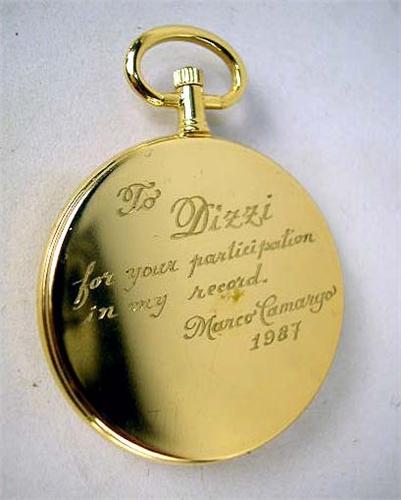 To Dizzi
for your participation
in my record.
Marco Camargo
1987